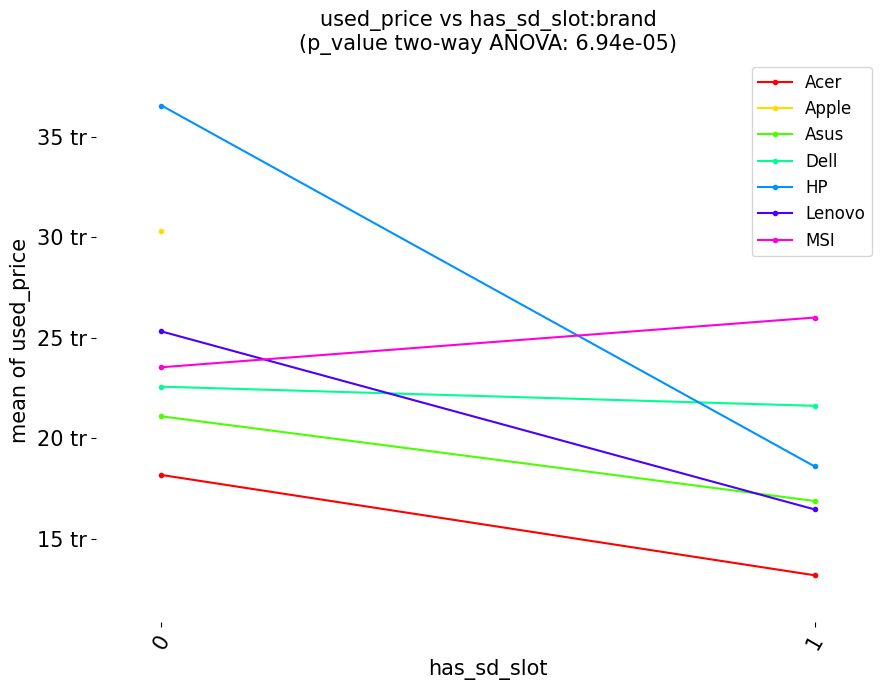 used_price vs has_sd_slot:brand
(p_value two-way ANOVA: 6.94e-05)
Acer
Apple
Asus
Dell
HP
Lenovo
MSI
35 tr
30 tr
25 tr
20 tr
15 tr
mean of used_price
0
1
has_sd_slot